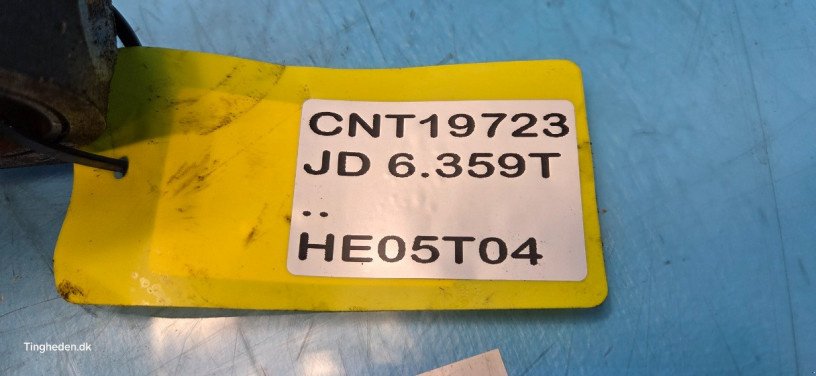 CNT19723
JD 6.359T
..
HE05T04
Tingheden.dk